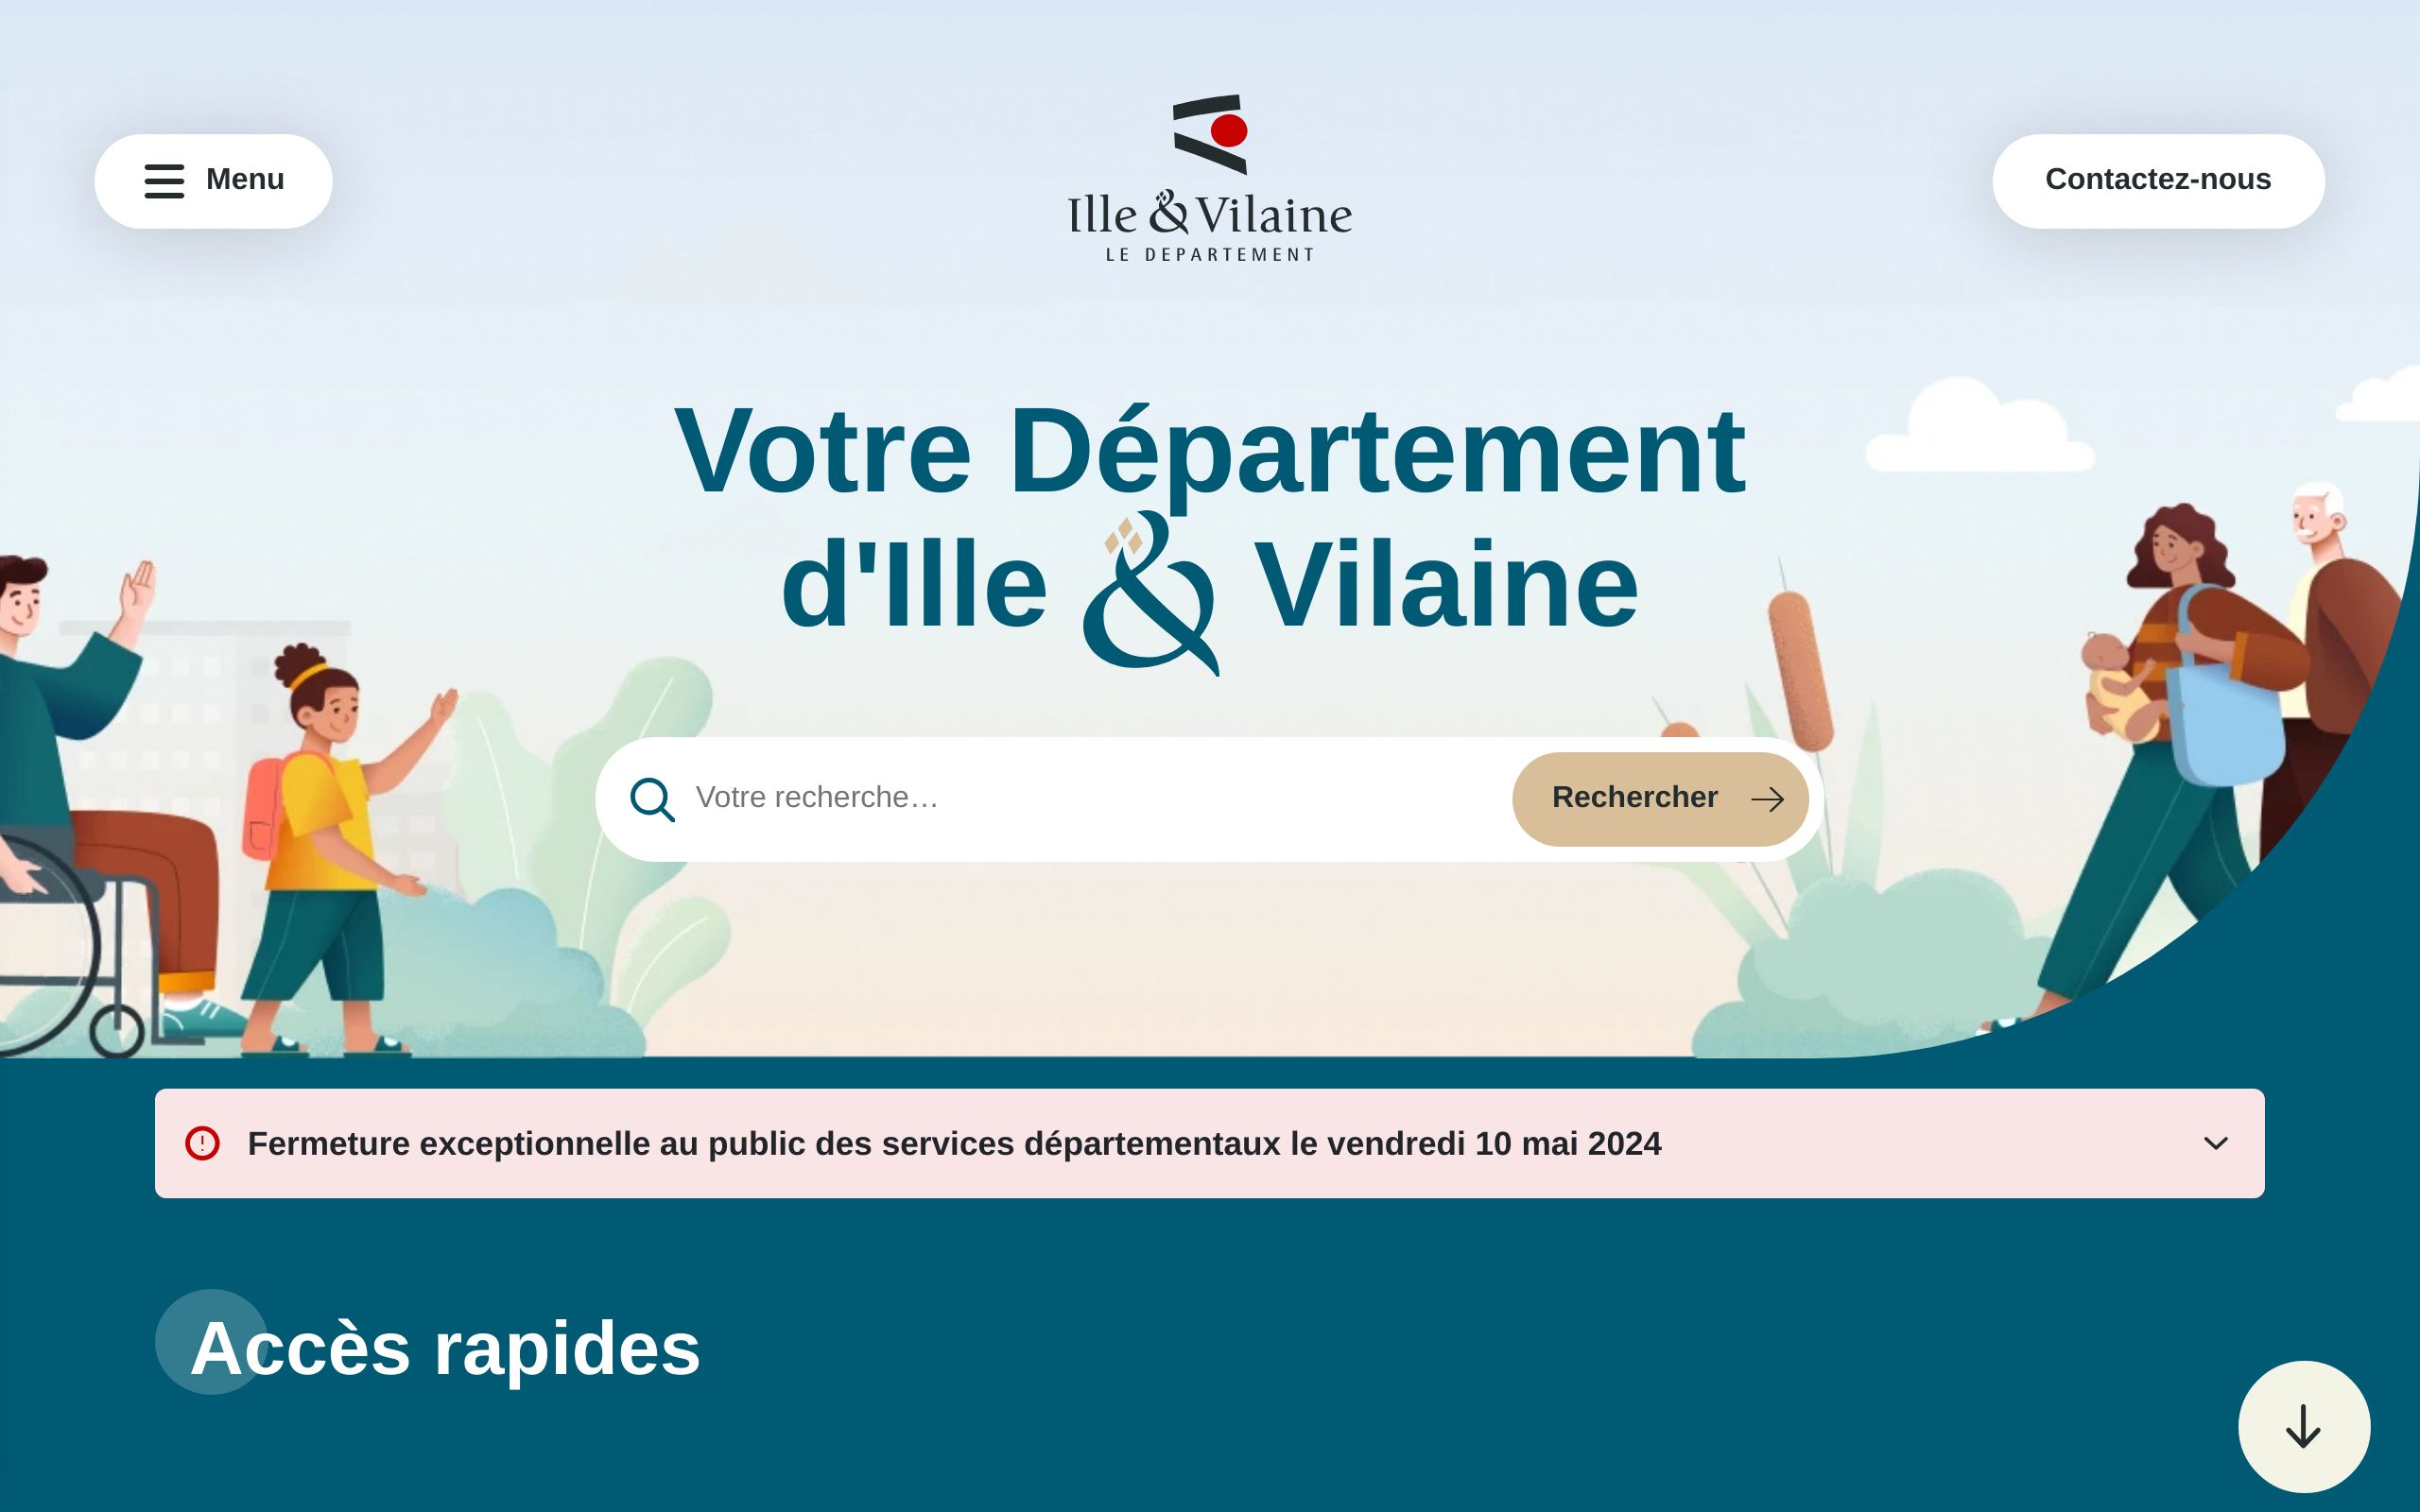 Menu
Ille & Vilaine
LE DEPARTEMENT
Contactez-nous
Votre Département
d'Ille & Vilaine
Votre recherche…
Rechercher
Fermeture exceptionnelle au public des services départementaux le vendredi 10 mai 2024
Accès rapides